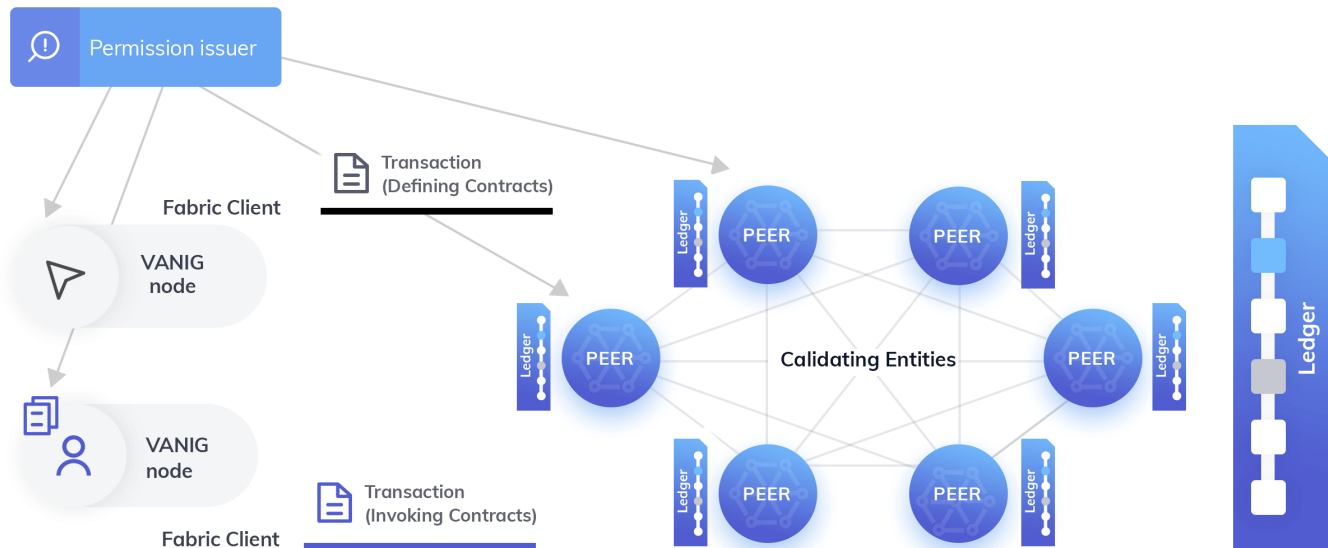 Permission issuer
Transaction
(Defining Contracts)
Fabric Client
VANIG
node
Ledger
PEER
PEER
Ledger
Ledger
PEER
Calidating Entities
PEER
Ledger
Ledger
VANIG
node
Ledger
PEER
PEER
Ledger
Transaction
(Invoking Contracts)
Fabric Client